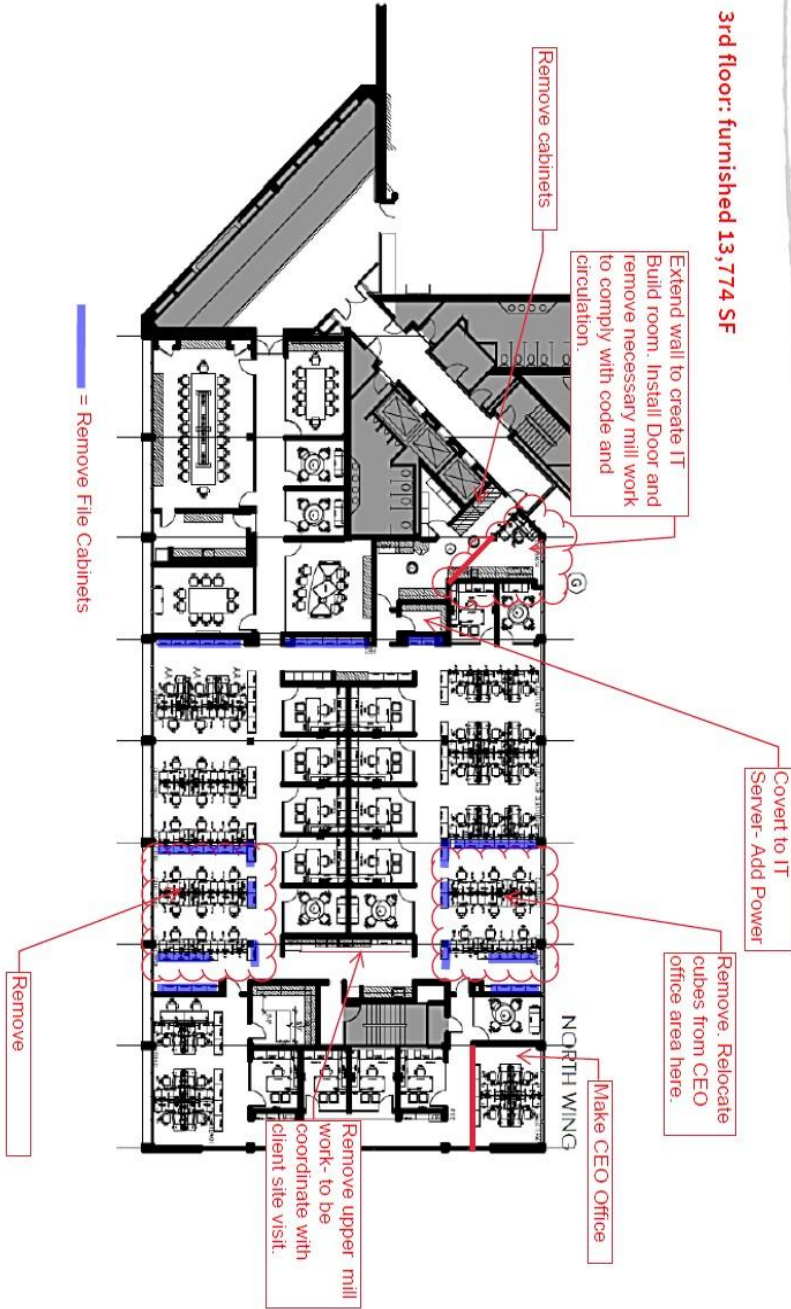 3rd floor: furnished 13,774 SF
Remove cabinets
Extend wall to create IT
Build room. Install Door and
remove necessary mill work
to comply with code and
circulation.
G
Covert to IT
Server- Add Power
Remove. Relocate
cubes from CEO
office area here.
NORTH WING
Make CEO Office
= Remove File Cabinets
Remove upper mill
work- to be
coordinate with
client site visit.
Remove